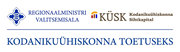 REGIONAALMINISTRI
VALITSEMISALA
KÜSK
Kodanikuühiskonna
Sihtkapital
KODANIKUÜHISKONNA TOETUSEKS